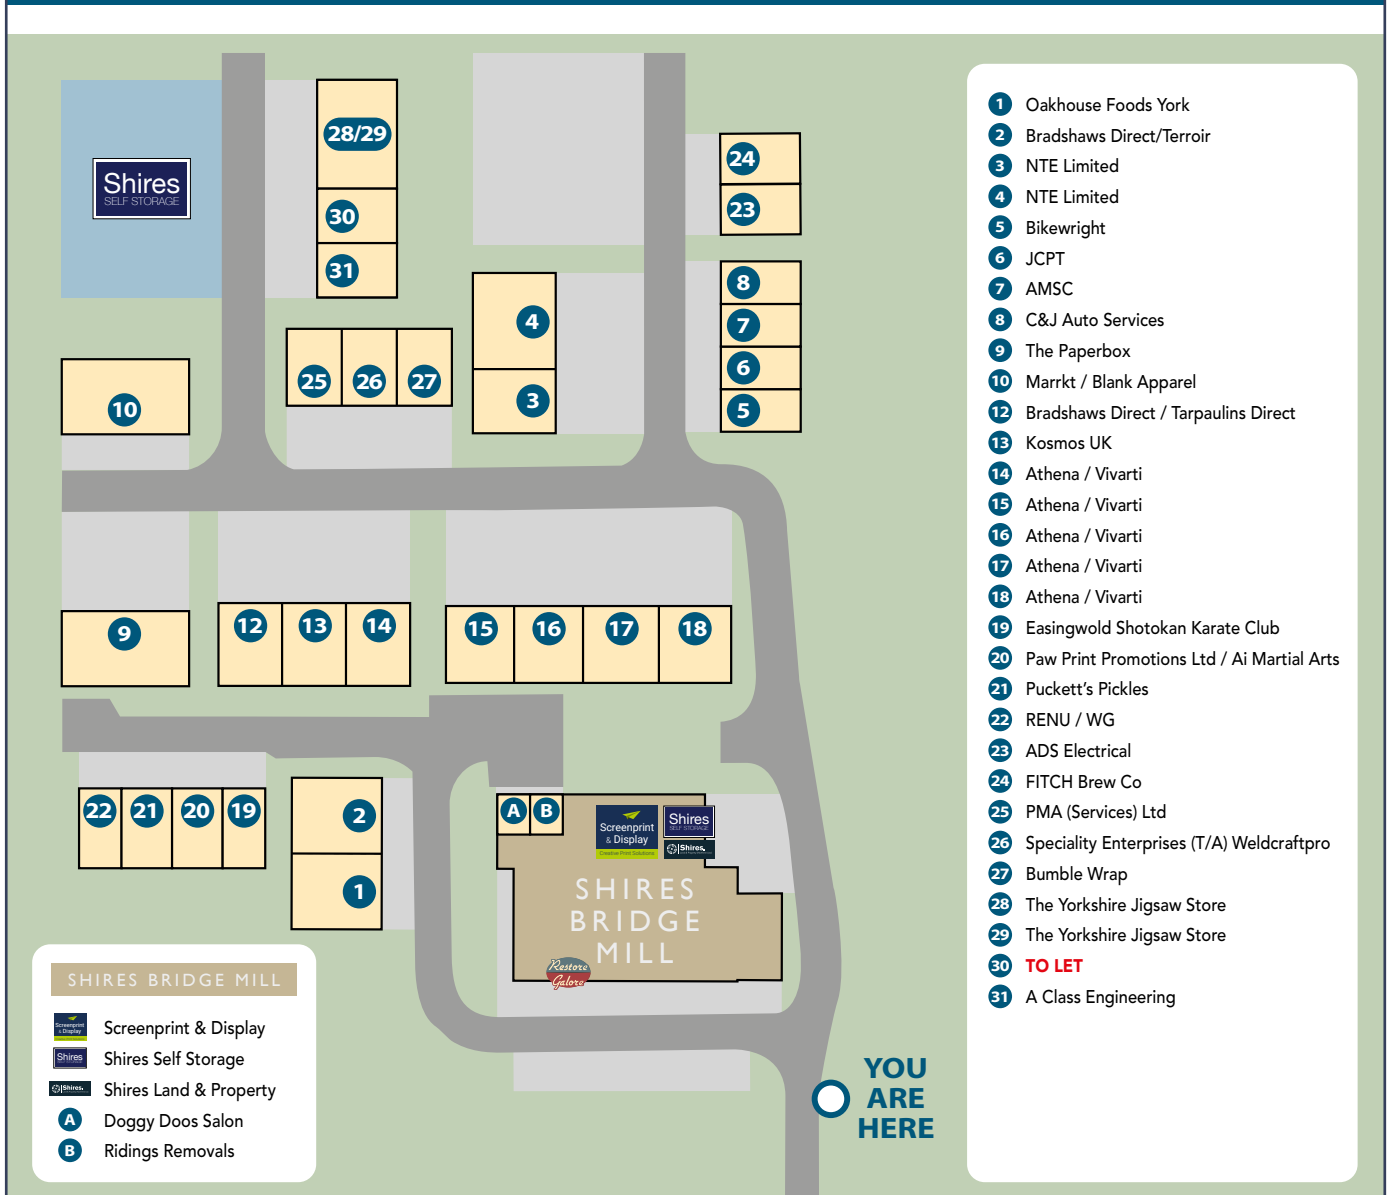 Shires
SELF STORAGE
28/29
30
31
24
23
8
7
6
5
4
3
25
26
27
10
9
12
13
14
15
16
17
18
22
21
20
19
2
1
A
B
Screenprint
& Display
Creative Print Solutions
Shires
SELF STORAGE
Shires.
SHIRES
BRIDGE
MILL
Restore
Galore
YOU
ARE
HERE
SHIRES BRIDGE MILL
Screenprint
& Display
Screenprint & Display
Shires
Shires Self Storage
Shires.
Shires Land & Property
A Doggy Doos Salon
B Ridings Removals
1 Oakhouse Foods York
2 Bradshaws Direct/Terroir
3 NTE Limited
4 NTE Limited
5 Bikewright
6 JCPT
7 AMSC
8 C&J Auto Services
9 The Paperbox
10 Marrkt / Blank Apparel
12 Bradshaws Direct / Tarpaulins Direct
13 Kosmos UK
14 Athena / Vivarti
15 Athena / Vivarti
16 Athena / Vivarti
17 Athena / Vivarti
18 Athena / Vivarti
19 Easingwold Shotokan Karate Club
20 Paw Print Promotions Ltd / Ai Martial Arts
21 Puckett’s Pickles
22 RENU / WG
23 ADS Electrical
24 FITCH Brew Co
25 PMA (Services) Ltd
26 Speciality Enterprises (T/A) Weldcraftpro
27 Bumble Wrap
28 The Yorkshire Jigsaw Store
29 The Yorkshire Jigsaw Store
30 TO LET
31 A Class Engineering